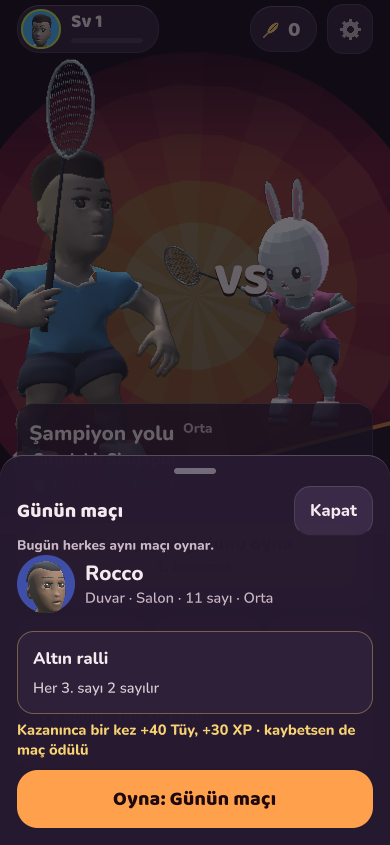 Sv 1
0
VS
Şampiyon yolu Orta
Günün maçı
Kapat
Bugün herkes aynı maçı oynar.
Rocco
Duvar · Salon · 11 sayı · Orta
Altın ralli
Her 3. sayı 2 sayılır
Kazanınca bir kez +40 Tüy, +30 XP · kaybetsen de
maç ödülü
Oyna: Günün maçı